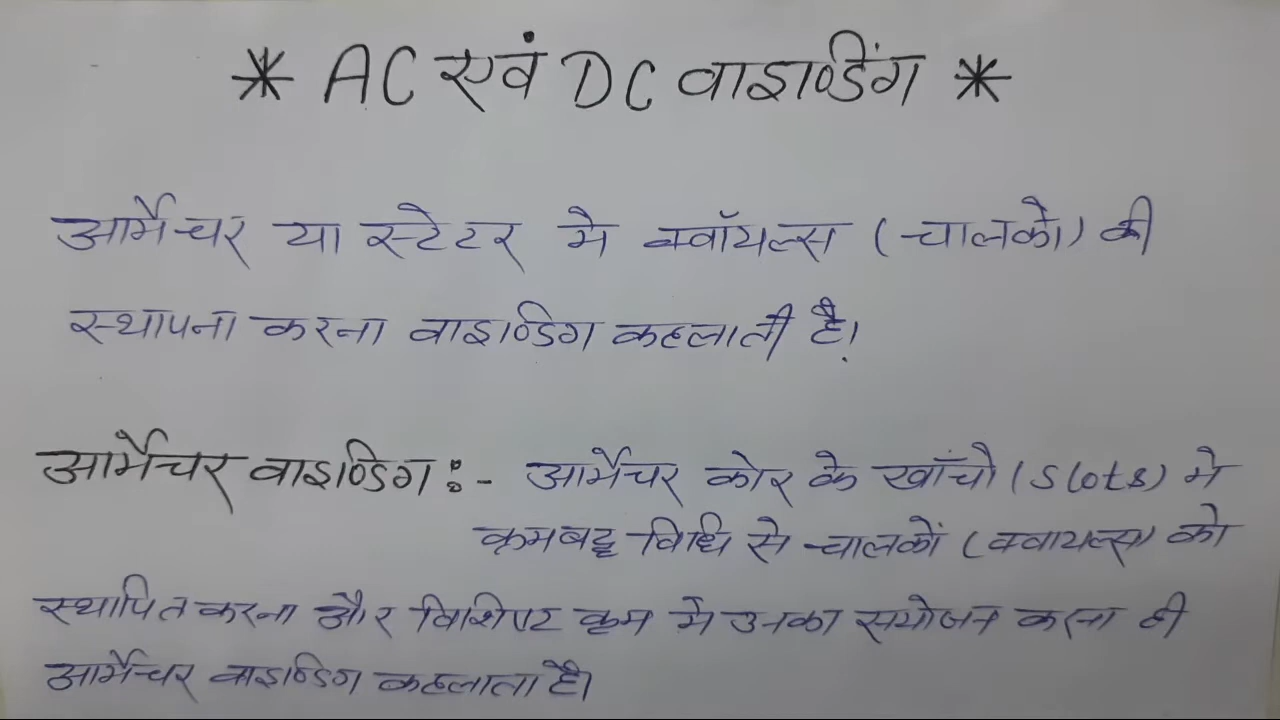 * AC एवं DC वाइण्डिंग *
आर्मेचर या स्टेटर मे क्वॉयल्स (चालको) की
स्थापना करना वाइण्डिग कहलाती है।
आर्मेचर वाइण्डिग :- आर्मेचर कोर के खाँचो (Slots) मे
क्रमबद्ध विधि से चालकों (क्वायल्स) को
स्थापित करना और विशिष्ट क्रम मे उनका सयोजन करना ही
आर्मेचर वाइण्डिग कहलाता है।